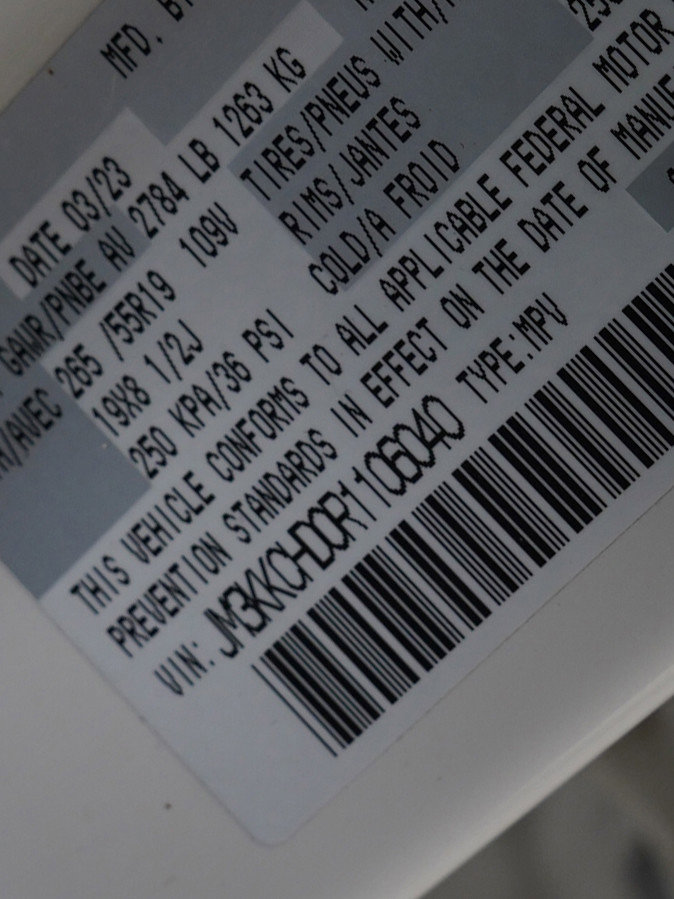 MFD. BY
DATE 03/23
GAWR/PNBE AV 2784 LB 1263 KG
/AVEC 265 /55R19 109V TIRES/PNEUS WITH/
19X8 1/2J RIMS/JANTES
250 KPA/36 PSI COLD/A FROID
THIS VEHICLE CONFORMS TO ALL APPLICABLE FEDERAL MOTOR
PREVENTION STANDARDS IN EFFECT ON THE DATE OF MANUF
VIN: JM3KKCHD0R1106040 TYPE:MPV